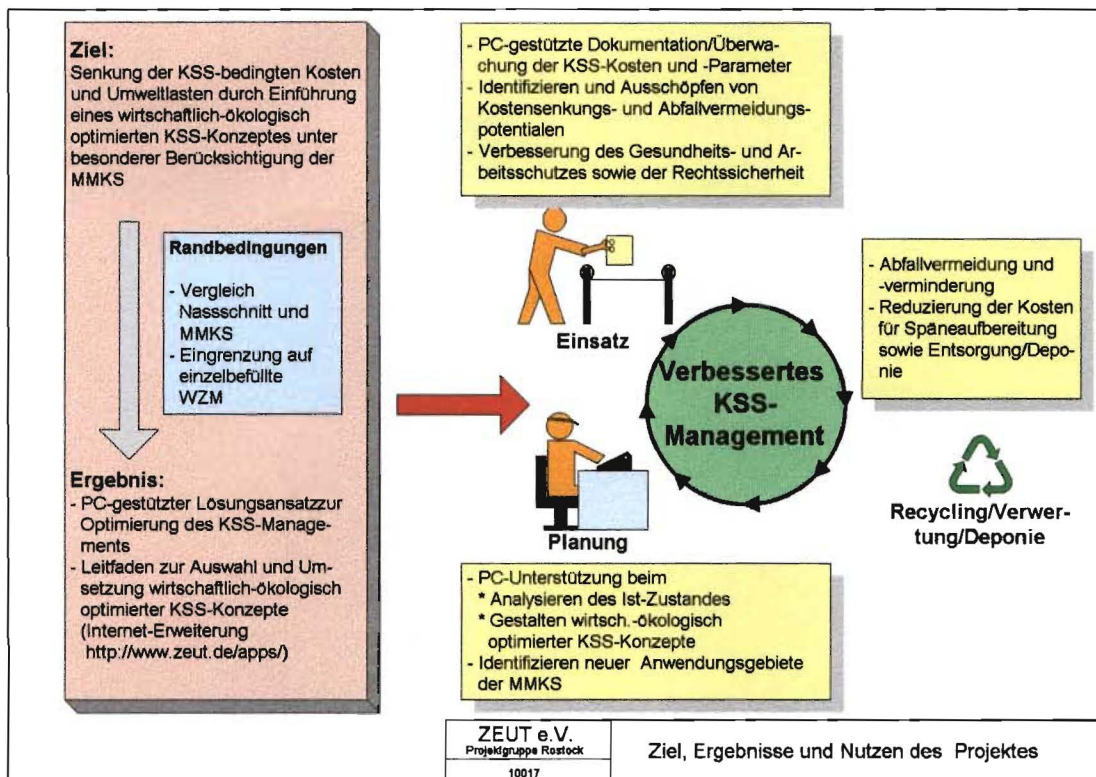 Ziel:
Senkung der KSS-bedingten Kosten
und Umweltlasten durch Einführung
eines wirtschaftlich-ökologisch
optimierten KSS-Konzeptes unter
besonderer Berücksichtigung der
MMKS
Randbedingungen
- Vergleich
Nassschnitt und
MMKS
- Eingrenzung auf
einzelbefüllte
WZM
Ergebnis:
- PC-gestützter Lösungsansatzzur
Optimierung des KSS-Manage-
ments
- Leitfaden zur Auswahl und Um-
setzung wirtschaftlich-ökologisch
optimierter KSS-Konzepte
(Internet-Erweiterung
http://www.zeut.de/apps/)
- PC-gestützte Dokumentation/Überwa-
chung der KSS-Kosten und -Parameter
- Identifizieren und Ausschöpfen von
Kostensenkungs- und Abfallvermeidungs-
potentialen
- Verbesserung des Gesundheits- und Ar-
beitsschutzes sowie der Rechtssicherheit
Einsatz
Verbessertes
KSS-
Management
Planung
- Abfallvermeidung und
-verminderung
- Reduzierung der Kosten
für Späneaufbereitung
sowie Entsorgung/Depo-
nie
Recycling/Verwer-
tung/Deponie
- PC-Unterstützung beim
* Analysieren des Ist-Zustandes
* Gestalten wirtsch.-ökologisch
optimierter KSS-Konzepte
- Identifizieren neuer Anwendungsgebiete
der MMKS
ZEUT e.V.
Projektgruppe Rostock
10017
Ziel, Ergebnisse und Nutzen des Projektes